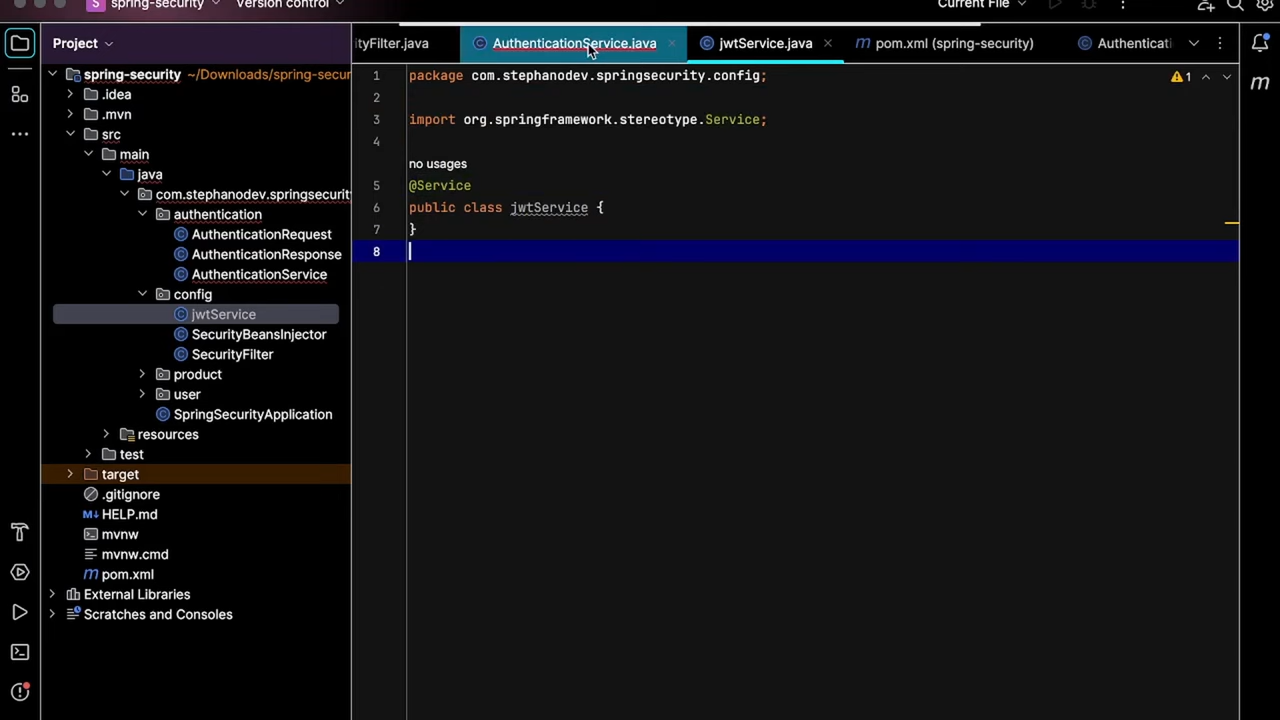 S spring-security
Version control
Current File
Project
ityFilter.java
AuthenticationService.java
jwtService.java
pom.xml (spring-security)
Authenticati
spring-security ~/Downloads/spring-secur
.idea
.mvn
src
main
java
com.stephanodev.springsecurity
authentication
AuthenticationRequest
AuthenticationResponse
AuthenticationService
config
jwtService
SecurityBeansInjector
SecurityFilter
product
user
SpringSecurityApplication
resources
test
target
.gitignore
HELP.md
mvnw
mvnw.cmd
pom.xml
External Libraries
Scratches and Consoles
1 package com.stephanodev.springsecurity.config;
2
3 import org.springframework.stereotype.Service;
4
no usages
5 @Service
6 public class jwtService {
7 }
8
1